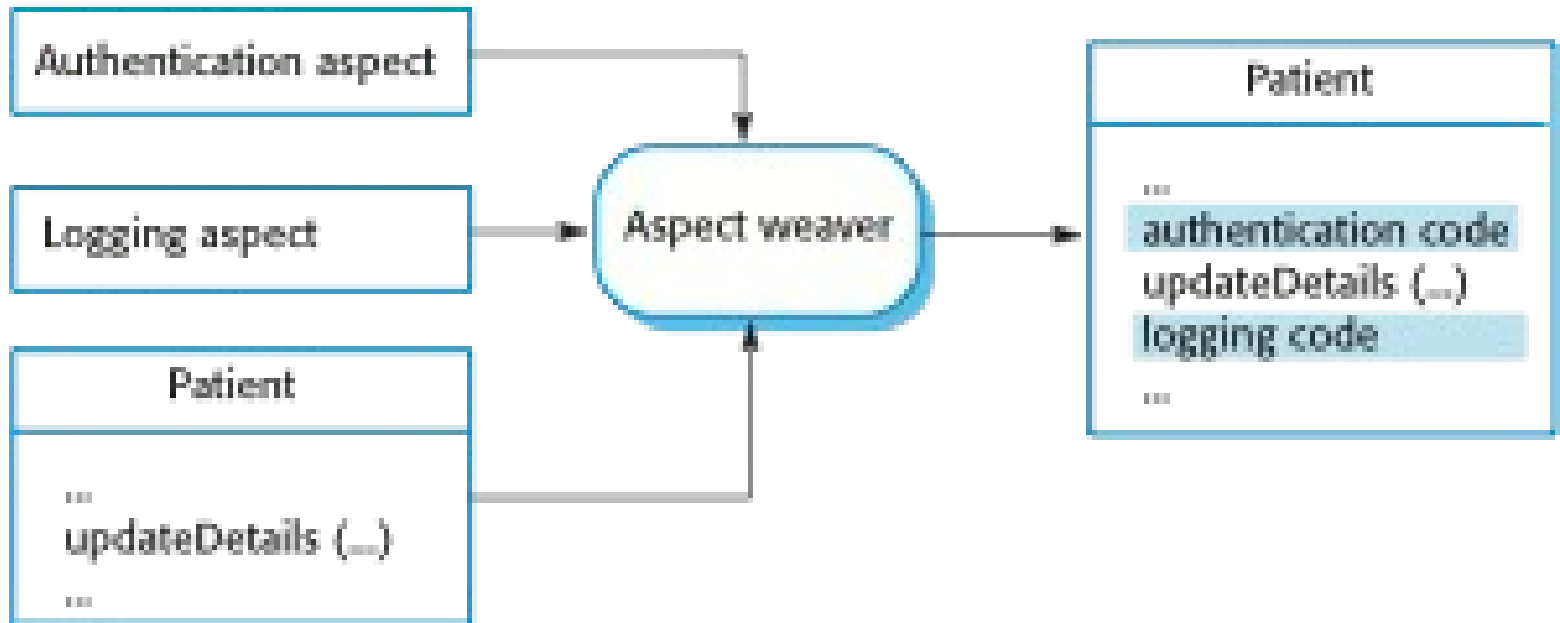 Authentication aspect
Logging aspect
Patient
...
updateDetails (...)
...
Aspect weaver
Patient
...
authentication code
updateDetails (...)
logging code
...